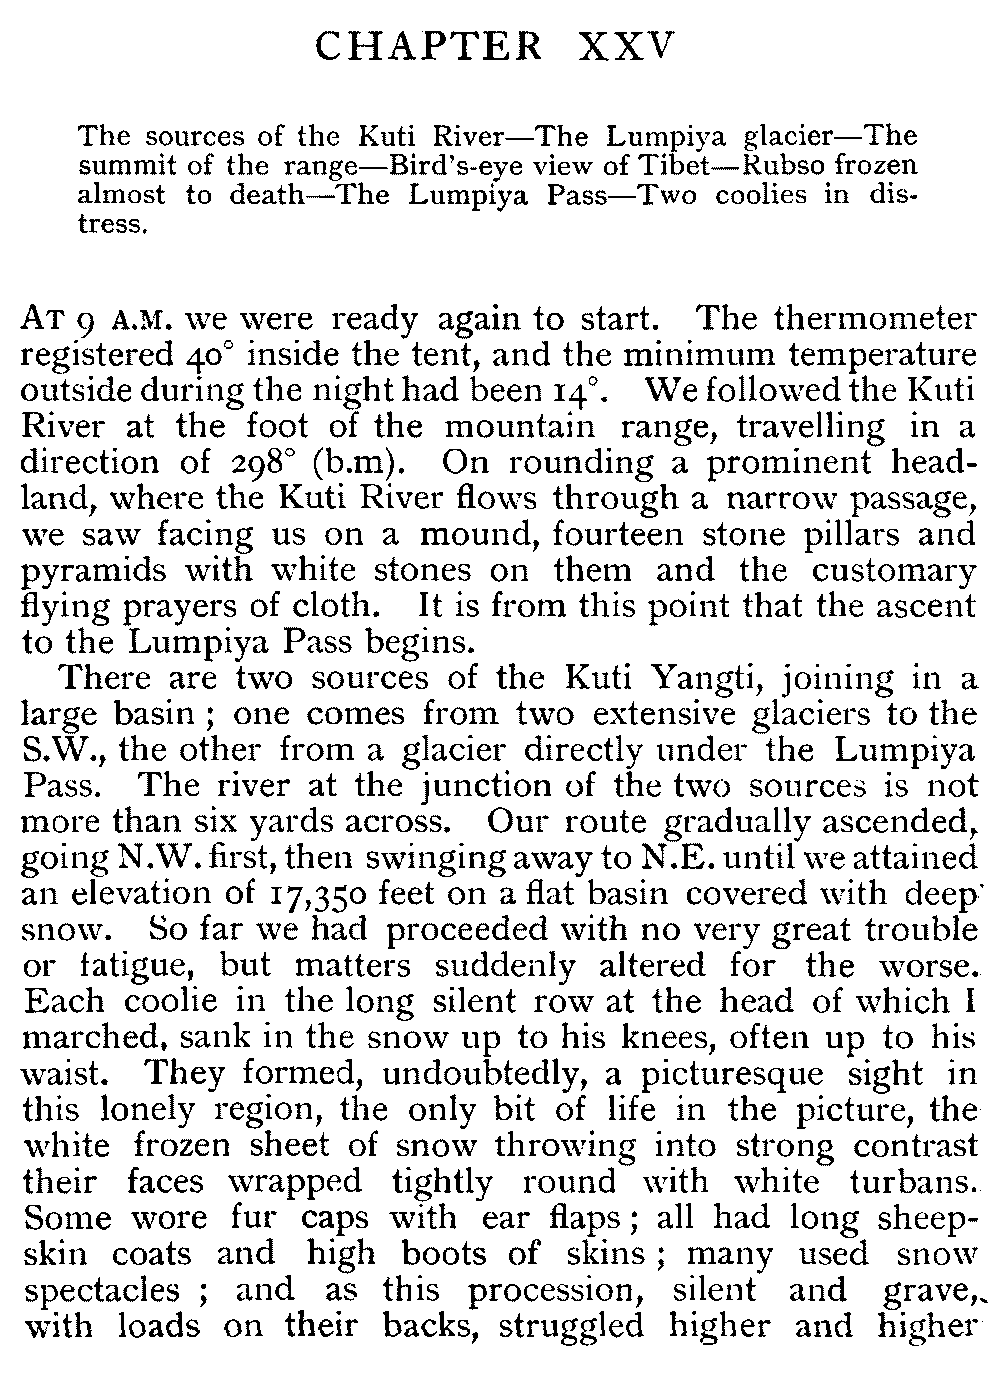 CHAPTER XXV
The sources of the Kuti River—The Lumpiya glacier—The
summit of the range—Bird's-eye view of Tibet—Rubso frozen
almost to death—The Lumpiya Pass—Two coolies in dis-
tress.
AT 9 A.M. we were ready again to start. The thermometer
registered 40° inside the tent, and the minimum temperature
outside during the night had been 14°. We followed the Kuti
River at the foot of the mountain range, travelling in a
direction of 298° (b.m). On rounding a prominent head-
land, where the Kuti River flows through a narrow passage,
we saw facing us on a mound, fourteen stone pillars and
pyramids with white stones on them and the customary
flying prayers of cloth. It is from this point that the ascent
to the Lumpiya Pass begins.
There are two sources of the Kuti Yangti, joining in a
large basin ; one comes from two extensive glaciers to the
S.W., the other from a glacier directly under the Lumpiya
Pass. The river at the junction of the two sources is not
more than six yards across. Our route gradually ascended,
going N.W. first, then swinging away to N.E. until we attained
an elevation of 17,350 feet on a flat basin covered with deep
snow. So far we had proceeded with no very great trouble
or fatigue, but matters suddenly altered for the worse.
Each coolie in the long silent row at the head of which I
marched, sank in the snow up to his knees, often up to his
waist. They formed, undoubtedly, a picturesque sight in
this lonely region, the only bit of life in the picture, the
white frozen sheet of snow throwing into strong contrast
their faces wrapped tightly round with white turbans.
Some wore fur caps with ear flaps ; all had long sheep-
skin coats and high boots of skins ; many used snow
spectacles ; and as this procession, silent and grave,
with loads on their backs, struggled higher and higher